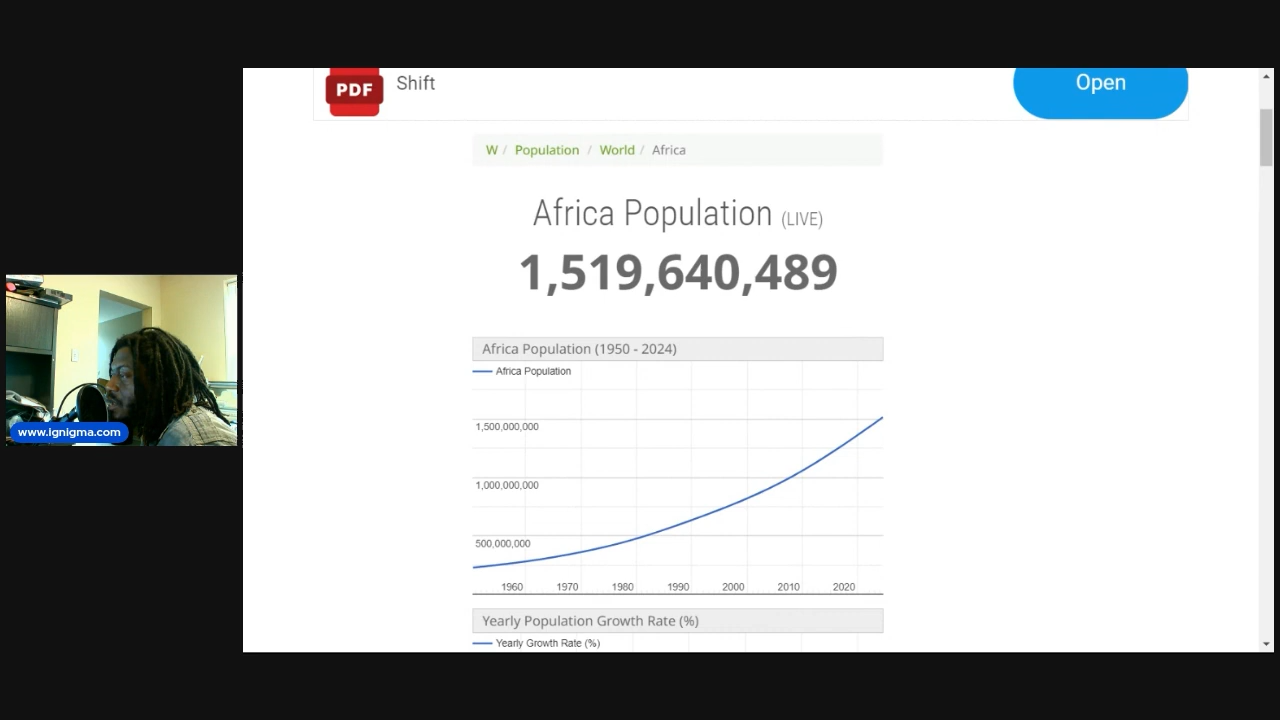 PDF
Shift
Open
W / Population / World / Africa
Africa Population (LIVE)
1,519,640,489
Africa Population (1950 - 2024)
Africa Population
1,500,000,000
1,000,000,000
500,000,000
1960 1970 1980 1990 2000 2010 2020
Yearly Population Growth Rate (%)
Yearly Growth Rate (%)
www.ignigma.com